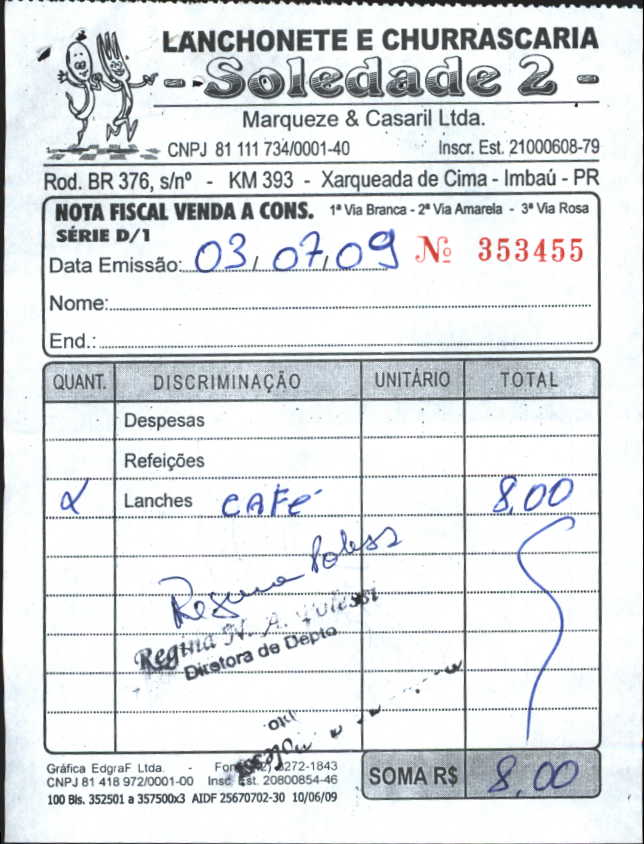 LANCHONETE E CHURRASCARIA
- Soledade 2 -
Marqueze & Casaril Ltda.
CNPJ 81 111 734/0001-40 Inscr. Est. 21000608-79
Rod. BR 376, s/nº - KM 393 - Xarqueada de Cima - Imbaú - PR
NOTA FISCAL VENDA A CONS. 1ª Via Branca - 2ª Via Amarela - 3ª Via Rosa
SÉRIE D/1
Data Emissão: 03/07/09 Nº 353455
Nome:
End.:
QUANT. DISCRIMINAÇÃO UNITÁRIO TOTAL
Despesas
Refeições
2 Lanches CAFÉ 8,00
Regina N. A.
Diretora de Depto
OK!
Gráfica EdgraF Ltda. - 3272-1843
CNPJ 81 418 972/0001-00 Insc. Est. 20800854-46
100 Bls. 352501 a 357500x3 AIDF 25670702-30 10/06/09
SOMA R$ 8,00